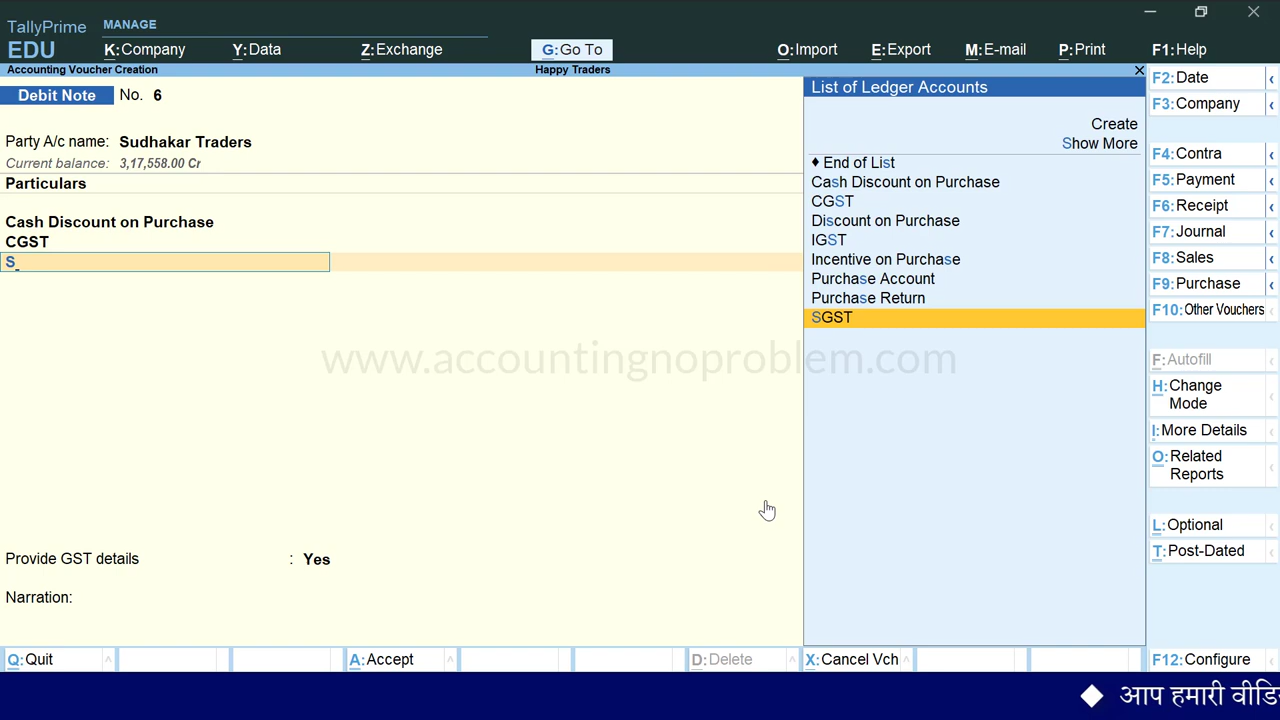 MANAGE
TallyPrime
EDU
K:Company
Y:Data
Z:Exchange
G:Go To
O:Import
E:Export
M:E-mail
P:Print
F1:Help
Accounting Voucher Creation
Happy Traders
Debit Note No. 6
Party A/c name: Sudhakar Traders
Current balance: 3,17,558.00 Cr
Particulars
Cash Discount on Purchase
CGST
S
Provide GST details : Yes
Narration:
List of Ledger Accounts
Create
Show More
♦ End of List
Cash Discount on Purchase
CGST
Discount on Purchase
IGST
Incentive on Purchase
Purchase Account
Purchase Return
SGST
F2:Date
F3:Company
F4:Contra
F5:Payment
F6:Receipt
F7:Journal
F8:Sales
F9:Purchase
F10:Other Vouchers
F:Autofill
H:Change
Mode
I:More Details
O:Related
Reports
L:Optional
T:Post-Dated
www.accountingnoproblem.com
Q:Quit
A:Accept
D:Delete
X:Cancel Vch
F12:Configure
◆ आप हमारी